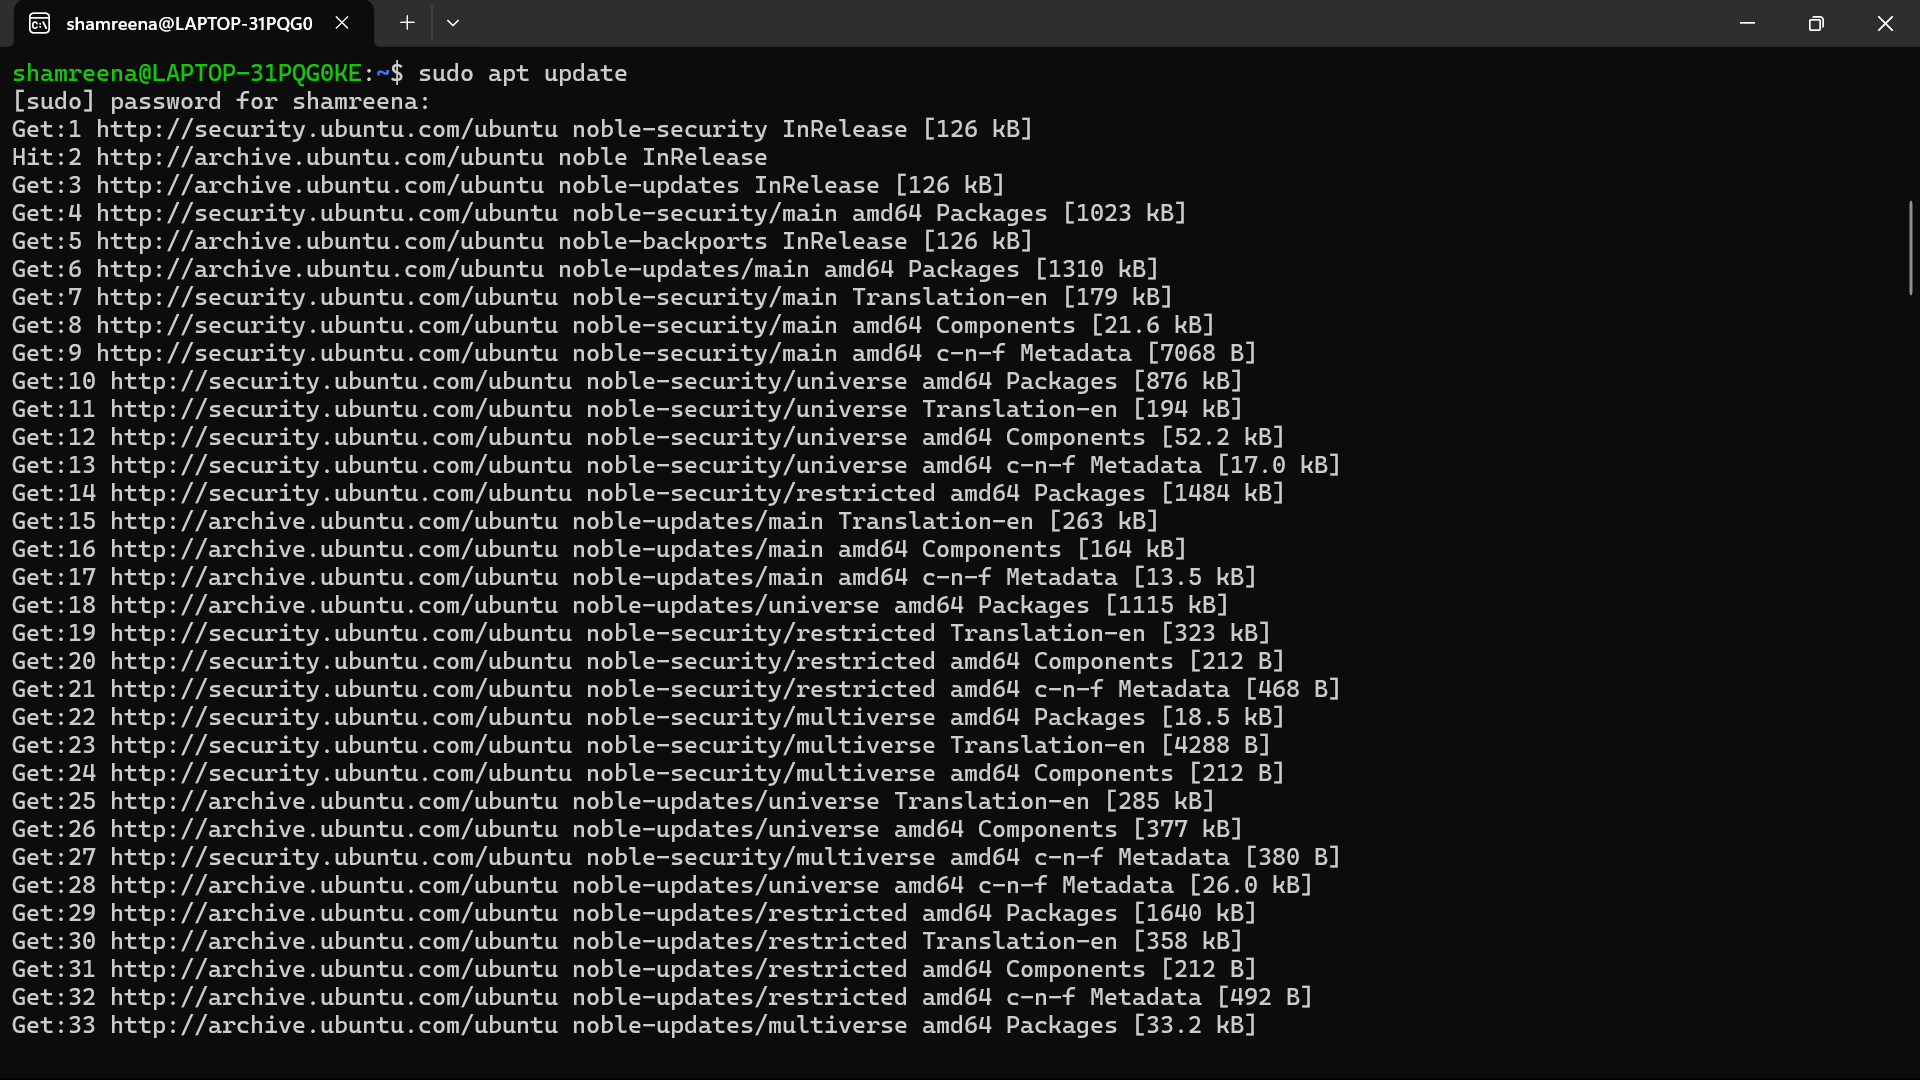 shamreena@LAPTOP-31PQG0
shamreena@LAPTOP-31PQG0KE:~$ sudo apt update
[sudo] password for shamreena:
Get:1 http://security.ubuntu.com/ubuntu noble-security InRelease [126 kB]
Hit:2 http://archive.ubuntu.com/ubuntu noble InRelease
Get:3 http://archive.ubuntu.com/ubuntu noble-updates InRelease [126 kB]
Get:4 http://security.ubuntu.com/ubuntu noble-security/main amd64 Packages [1023 kB]
Get:5 http://archive.ubuntu.com/ubuntu noble-backports InRelease [126 kB]
Get:6 http://archive.ubuntu.com/ubuntu noble-updates/main amd64 Packages [1310 kB]
Get:7 http://security.ubuntu.com/ubuntu noble-security/main Translation-en [179 kB]
Get:8 http://security.ubuntu.com/ubuntu noble-security/main amd64 Components [21.6 kB]
Get:9 http://security.ubuntu.com/ubuntu noble-security/main amd64 c-n-f Metadata [7068 B]
Get:10 http://security.ubuntu.com/ubuntu noble-security/universe amd64 Packages [876 kB]
Get:11 http://security.ubuntu.com/ubuntu noble-security/universe Translation-en [194 kB]
Get:12 http://security.ubuntu.com/ubuntu noble-security/universe amd64 Components [52.2 kB]
Get:13 http://security.ubuntu.com/ubuntu noble-security/universe amd64 c-n-f Metadata [17.0 kB]
Get:14 http://security.ubuntu.com/ubuntu noble-security/restricted amd64 Packages [1484 kB]
Get:15 http://archive.ubuntu.com/ubuntu noble-updates/main Translation-en [263 kB]
Get:16 http://archive.ubuntu.com/ubuntu noble-updates/main amd64 Components [164 kB]
Get:17 http://archive.ubuntu.com/ubuntu noble-updates/main amd64 c-n-f Metadata [13.5 kB]
Get:18 http://archive.ubuntu.com/ubuntu noble-updates/universe amd64 Packages [1115 kB]
Get:19 http://security.ubuntu.com/ubuntu noble-security/restricted Translation-en [323 kB]
Get:20 http://security.ubuntu.com/ubuntu noble-security/restricted amd64 Components [212 B]
Get:21 http://security.ubuntu.com/ubuntu noble-security/restricted amd64 c-n-f Metadata [468 B]
Get:22 http://security.ubuntu.com/ubuntu noble-security/multiverse amd64 Packages [18.5 kB]
Get:23 http://security.ubuntu.com/ubuntu noble-security/multiverse Translation-en [4288 B]
Get:24 http://security.ubuntu.com/ubuntu noble-security/multiverse amd64 Components [212 B]
Get:25 http://archive.ubuntu.com/ubuntu noble-updates/universe Translation-en [285 kB]
Get:26 http://archive.ubuntu.com/ubuntu noble-updates/universe amd64 Components [377 kB]
Get:27 http://security.ubuntu.com/ubuntu noble-security/multiverse amd64 c-n-f Metadata [380 B]
Get:28 http://archive.ubuntu.com/ubuntu noble-updates/universe amd64 c-n-f Metadata [26.0 kB]
Get:29 http://archive.ubuntu.com/ubuntu noble-updates/restricted amd64 Packages [1640 kB]
Get:30 http://archive.ubuntu.com/ubuntu noble-updates/restricted Translation-en [358 kB]
Get:31 http://archive.ubuntu.com/ubuntu noble-updates/restricted amd64 Components [212 B]
Get:32 http://archive.ubuntu.com/ubuntu noble-updates/restricted amd64 c-n-f Metadata [492 B]
Get:33 http://archive.ubuntu.com/ubuntu noble-updates/multiverse amd64 Packages [33.2 kB]